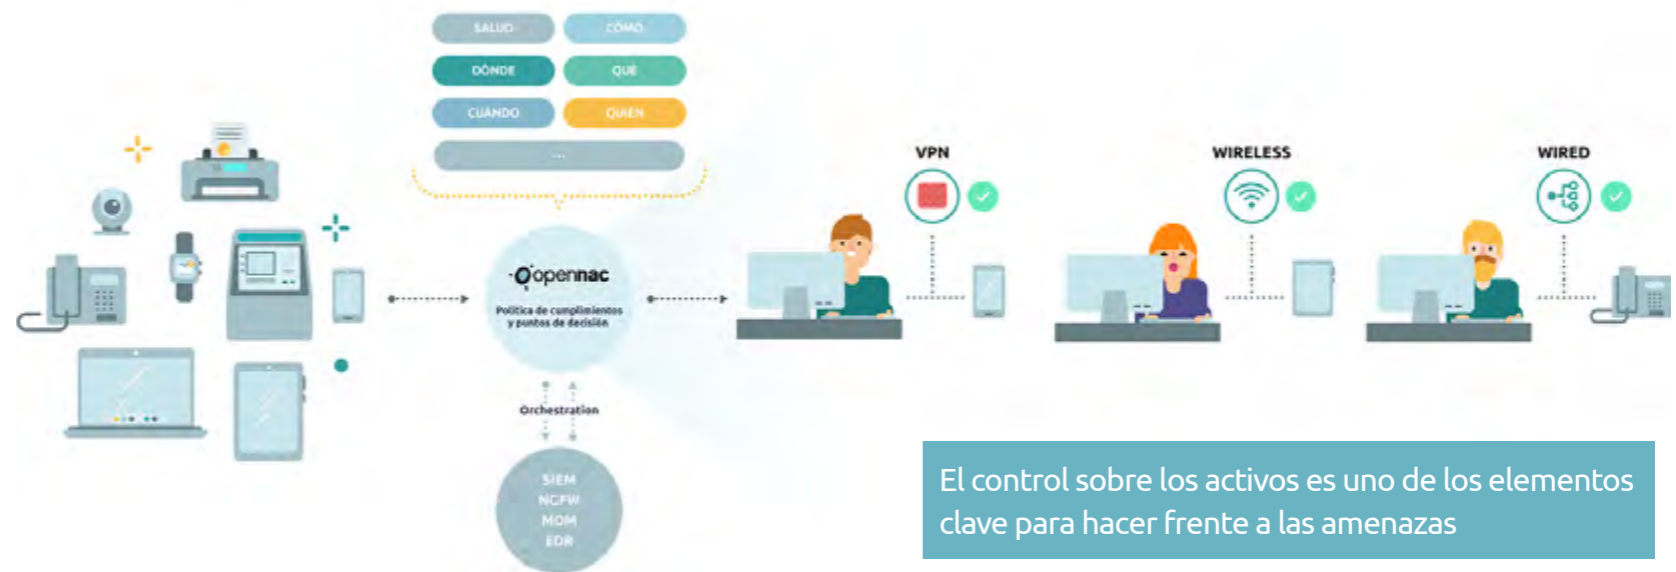 SALUD
CÓMO
DÓNDE
QUÉ
CUÁNDO
QUIÉN
...
VPN
WIRELESS
WIRED
opennac
Política de cumplimientos
y puntos de decisión
Orchestration
SIEM
NGFW
MDM
EDR
El control sobre los activos es uno de los elementos
clave para hacer frente a las amenazas